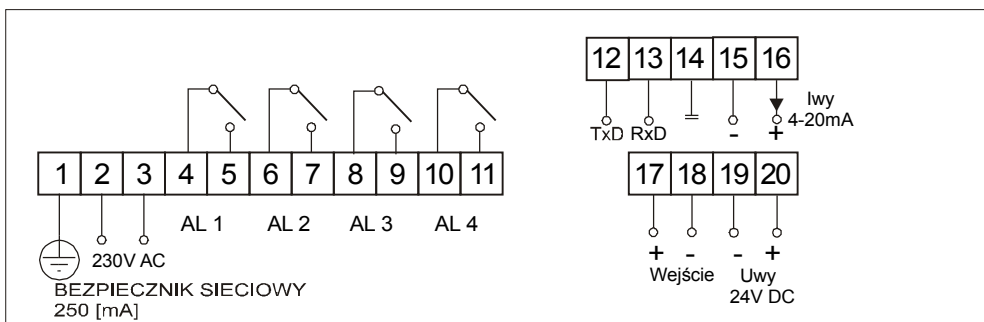 12 13 14 15 16
TxD RxD - +
Iwy
4-20mA
1 2 3 4 5 6 7 8 9 10 11
AL 1 AL 2 AL 3 AL 4
230V AC
BEZPIECZNIK SIECIOWY
250 [mA]
17 18 19 20
+ - - +
Wejście Uwy
24V DC